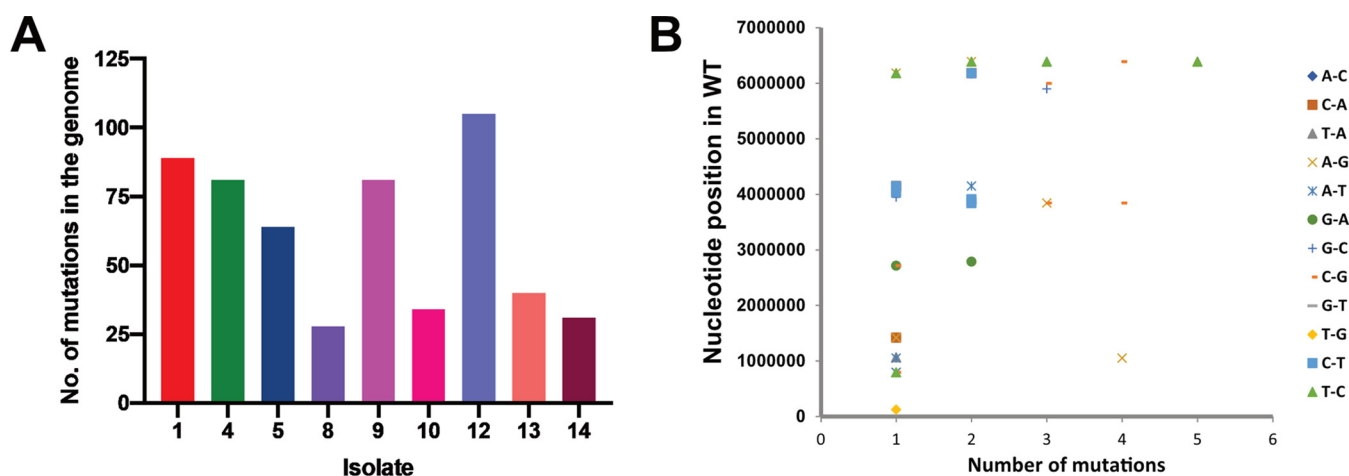 A
No. of mutations in the genome
125
100
75
50
25
0
1 4 5 8 9 10 12 13 14
Isolate
B
Nucleotide position in WT
7000000
6000000
5000000
4000000
3000000
2000000
1000000
0
0 1 2 3 4 5 6
Number of mutations
A-C
C-A
T-A
A-G
A-T
G-A
G-C
C-G
G-T
T-G
C-T
T-C